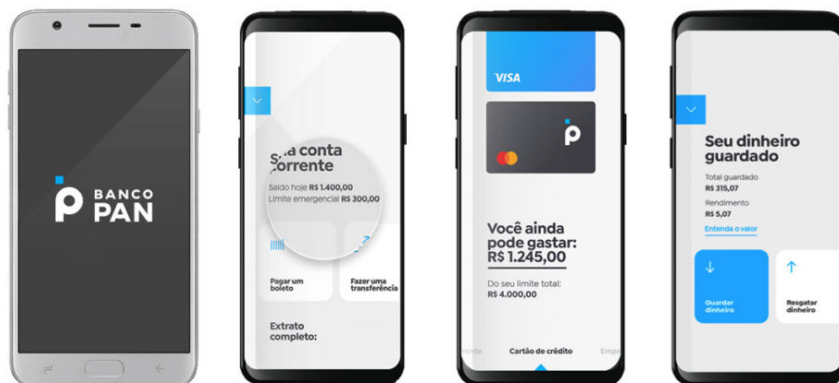 BANCO
PAN
Sua conta
corrente
Saldo hoje R$ 1.400,00
Limite emergencial R$ 300,00
Pagar um
boleto
Fazer uma
transferência
Extrato
completo:
VISA
Você ainda
pode gastar:
R$ 1.245,00
Do seu limite total:
R$ 4.000,00
Cartão de crédito
Seu dinheiro
guardado
Total guardado
R$ 315,07
Rendimento
R$ 5,07
Entenda o valor
Guardar
dinheiro
Resgatar
dinheiro